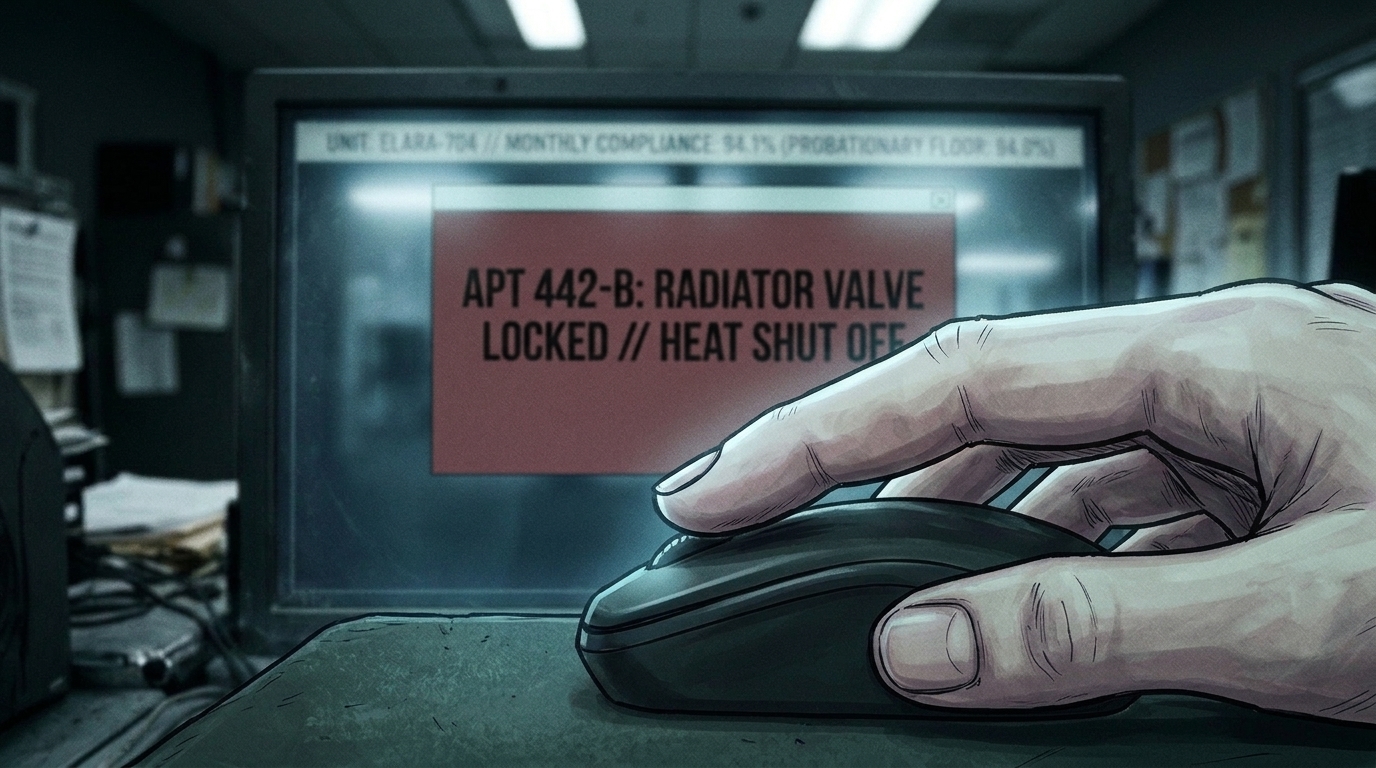 UNIT: ELARA-704 // MONTHLY COMPLIANCE: 94.1% (PROBATIONARY FLOOR: 94.0%)
APT 442-B: RADIATOR VALVE
LOCKED // HEAT SHUT OFF